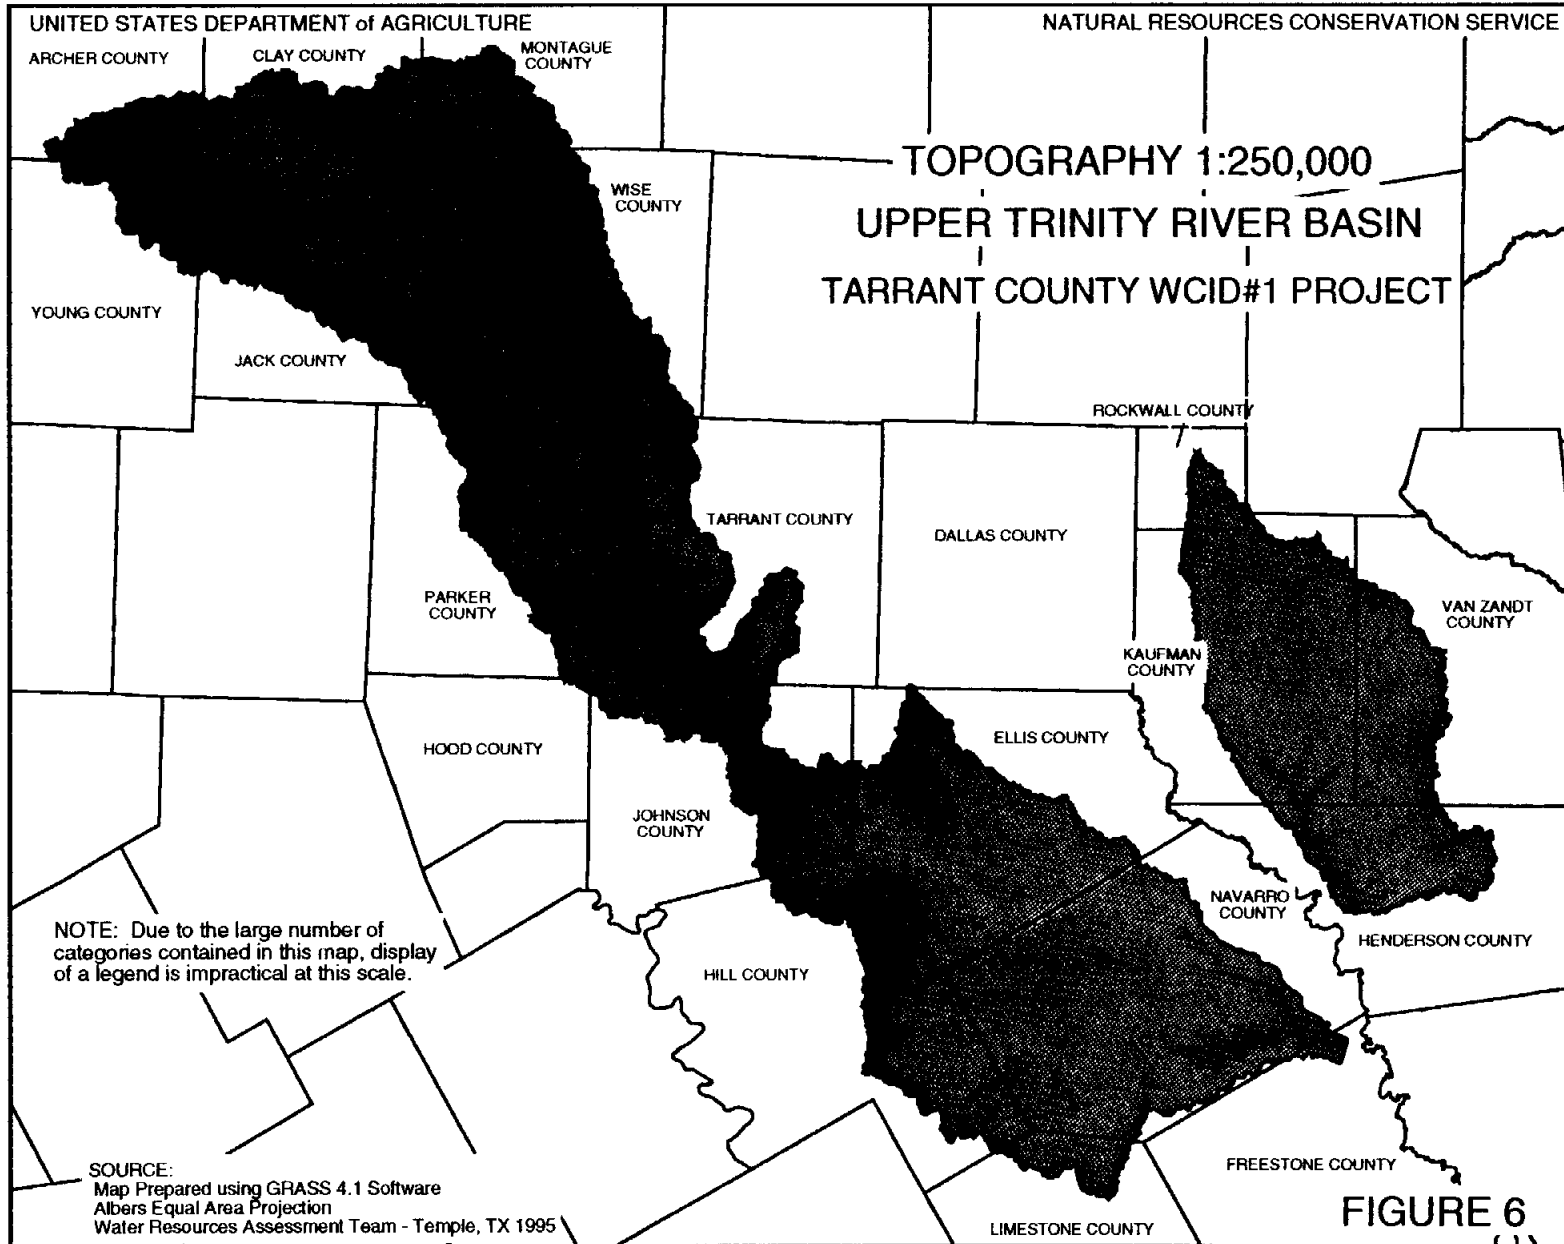 UNITED STATES DEPARTMENT of AGRICULTURE
NATURAL RESOURCES CONSERVATION SERVICE
ARCHER COUNTY
CLAY COUNTY
MONTAGUE
COUNTY
TOPOGRAPHY 1:250,000
UPPER TRINITY RIVER BASIN
TARRANT COUNTY WCID#1 PROJECT
WISE
COUNTY
YOUNG COUNTY
JACK COUNTY
ROCKWALL COUNTY
TARRANT COUNTY
DALLAS COUNTY
PARKER
COUNTY
VAN ZANDT
COUNTY
KAUFMAN
COUNTY
HOOD COUNTY
ELLIS COUNTY
JOHNSON
COUNTY
NAVARRO
COUNTY
HENDERSON COUNTY
NOTE: Due to the large number of
categories contained in this map, display
of a legend is impractical at this scale.
HILL COUNTY
FREESTONE COUNTY
LIMESTONE COUNTY
SOURCE:
Map Prepared using GRASS 4.1 Software
Albers Equal Area Projection
Water Resources Assessment Team - Temple, TX 1995
FIGURE 6